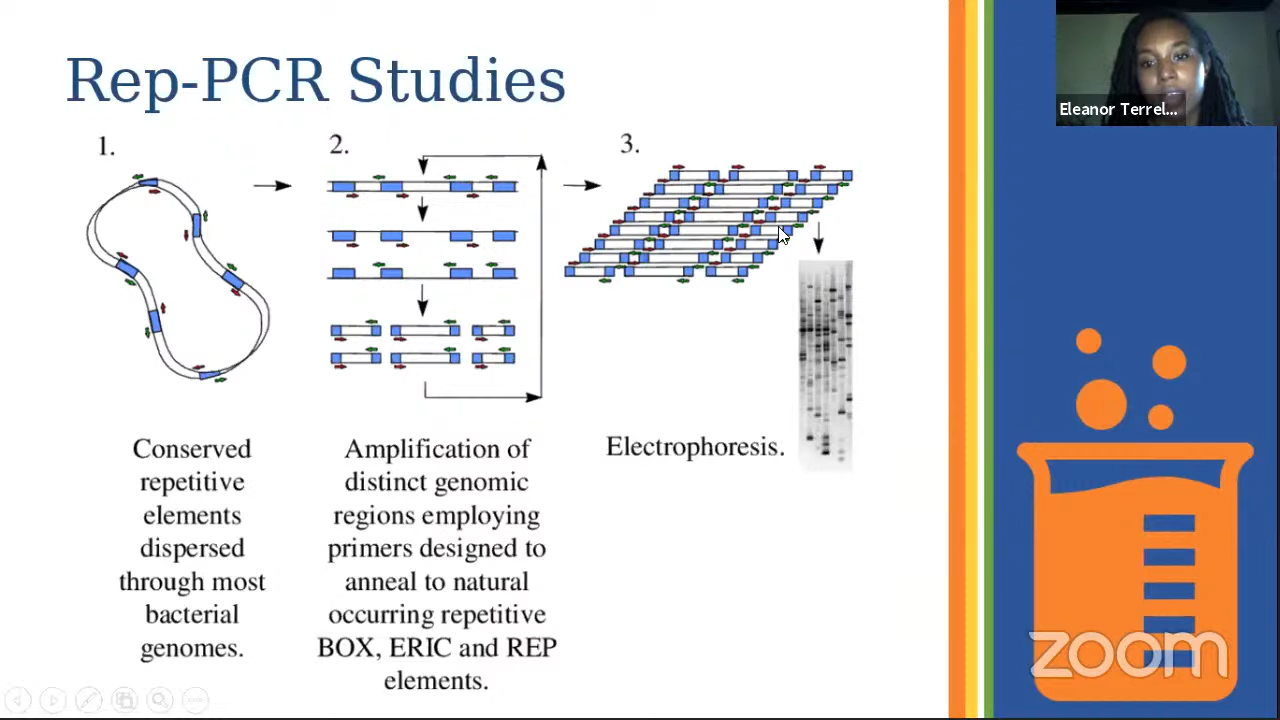 Rep-PCR Studies
Eleanor Terrel...
1.
2.
3.
Conserved
repetitive
elements
dispersed
through most
bacterial
genomes.
Amplification of
distinct genomic
regions employing
primers designed to
anneal to natural
occurring repetitive
BOX, ERIC and REP
elements.
Electrophoresis.
zoom